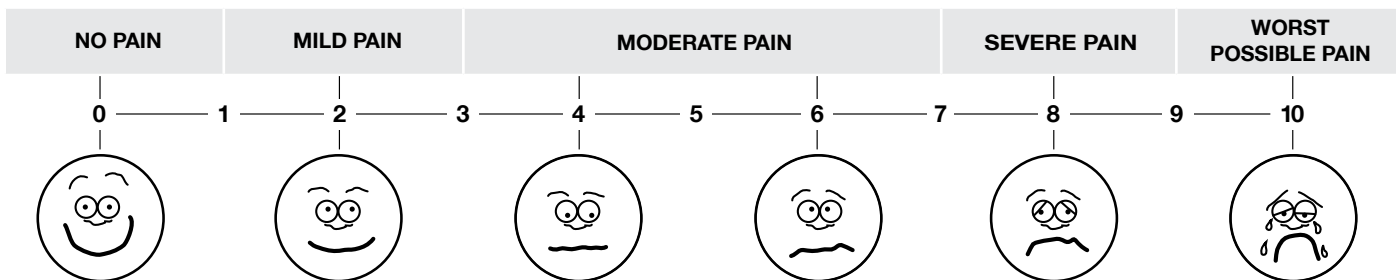 NO PAIN
MILD PAIN
MODERATE PAIN
SEVERE PAIN
WORST
POSSIBLE PAIN
0 1 2 3 4 5 6 7 8 9 10